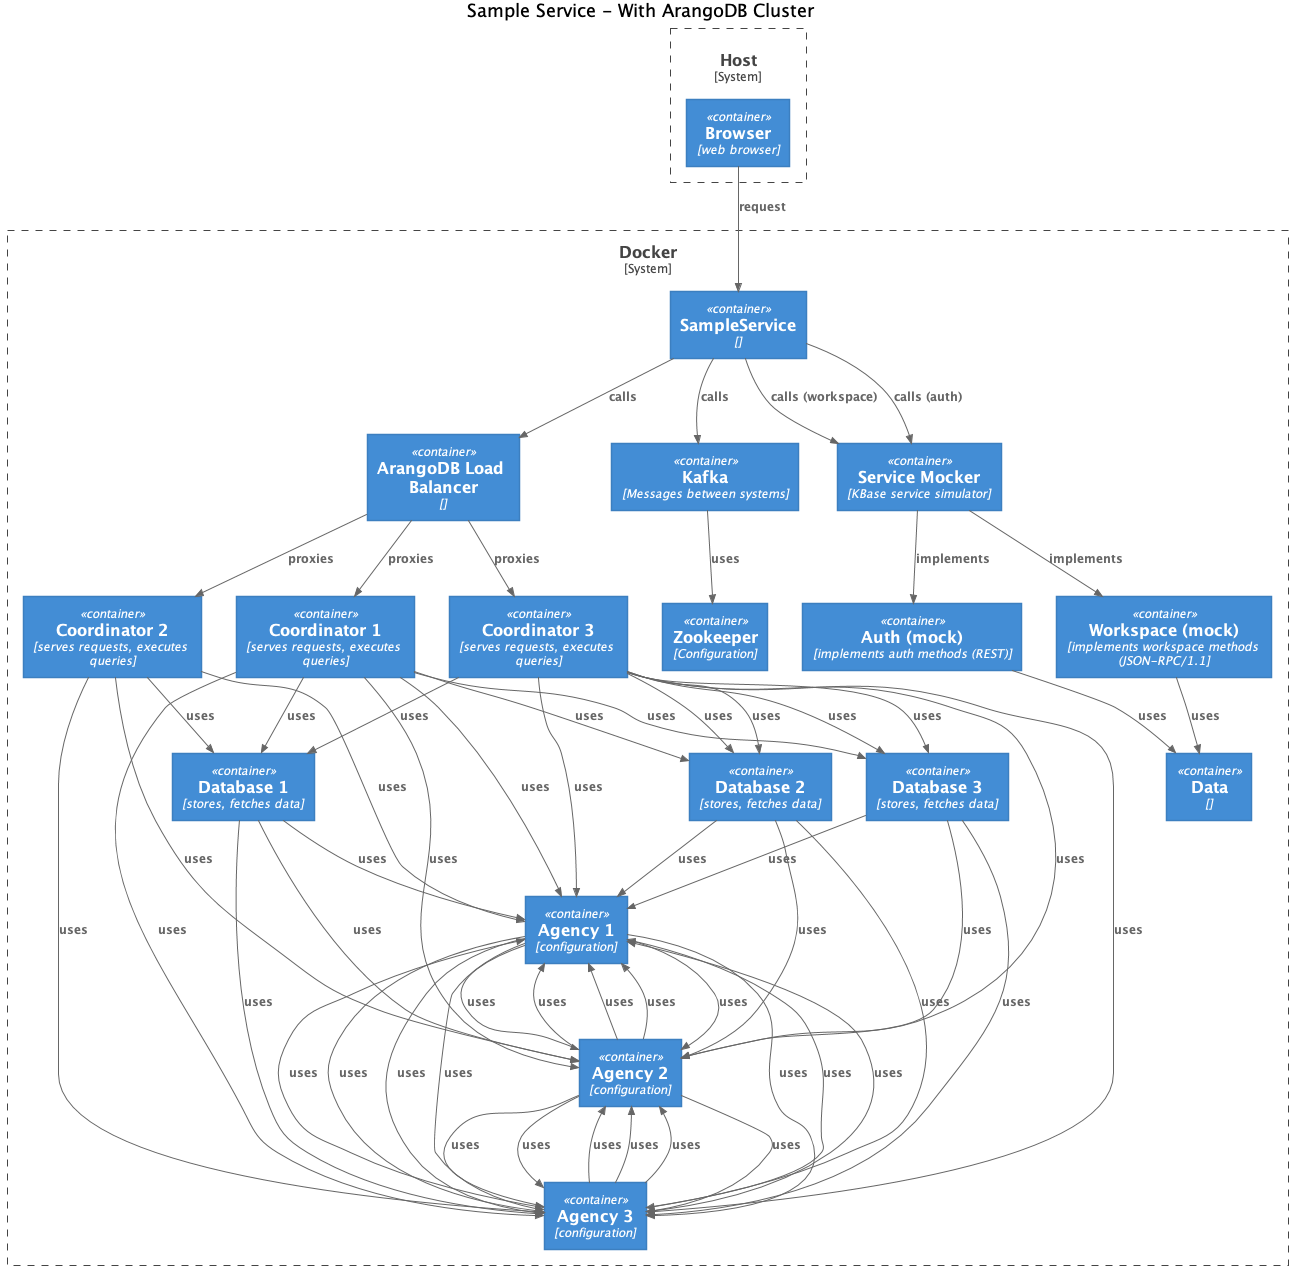 Sample Service - With ArangoDB Cluster
Host
[System]
«container»
Browser
[web browser]
request
Docker
[System]
«container»
SampleService
[]
calls
calls
calls (workspace)
calls (auth)
«container»
ArangoDB Load
Balancer
[]
«container»
Kafka
[Messages between systems]
«container»
Service Mocker
[KBase service simulator]
proxies
proxies
proxies
uses
implements
implements
«container»
Coordinator 2
[serves requests, executes
queries]
«container»
Coordinator 1
[serves requests, executes
queries]
«container»
Coordinator 3
[serves requests, executes
queries]
«container»
Zookeeper
[Configuration]
«container»
Auth (mock)
[implements auth methods (REST)]
«container»
Workspace (mock)
[implements workspace methods
(JSON-RPC/1.1]
uses
uses
uses
uses
uses
uses
uses
uses
uses
uses
uses
«container»
Database 1
[stores, fetches data]
«container»
Database 2
[stores, fetches data]
«container»
Database 3
[stores, fetches data]
«container»
Data
[]
uses
uses
uses
uses
uses
uses
uses
uses
uses
uses
«container»
Agency 1
[configuration]
uses
uses
uses
uses
uses
uses
uses
uses
uses
uses
uses
uses
uses
uses
«container»
Agency 2
[configuration]
uses
uses
uses
uses
uses
uses
uses
uses
uses
uses
uses
uses
uses
«container»
Agency 3
[configuration]